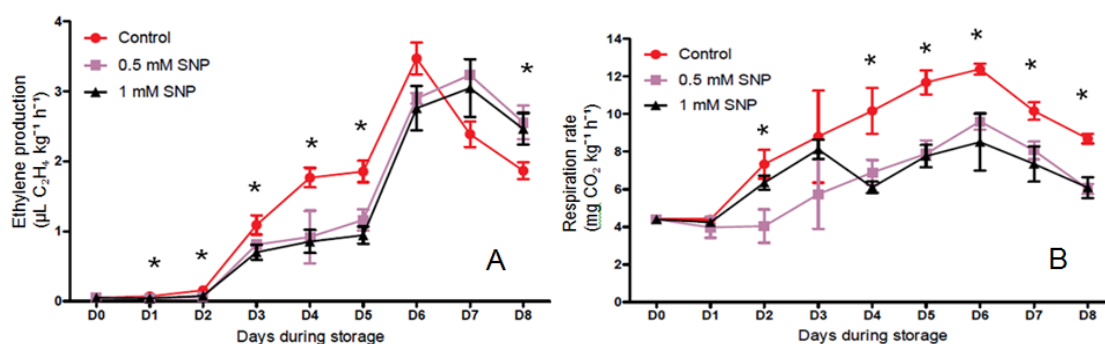 Control
0.5 mM SNP
1 mM SNP
Ethylene production
(µL C₂H₄ kg⁻¹ h⁻¹)
4
3
2
1
0
* * * * * *
A
D0 D1 D2 D3 D4 D5 D6 D7 D8
Days during storage
Control
0.5 mM SNP
1 mM SNP
Respiration rate
(mg CO₂ kg⁻¹ h⁻¹)
14
12
10
8
6
4
2
0
* * * * * *
B
D0 D1 D2 D3 D4 D5 D6 D7 D8
Days during storage